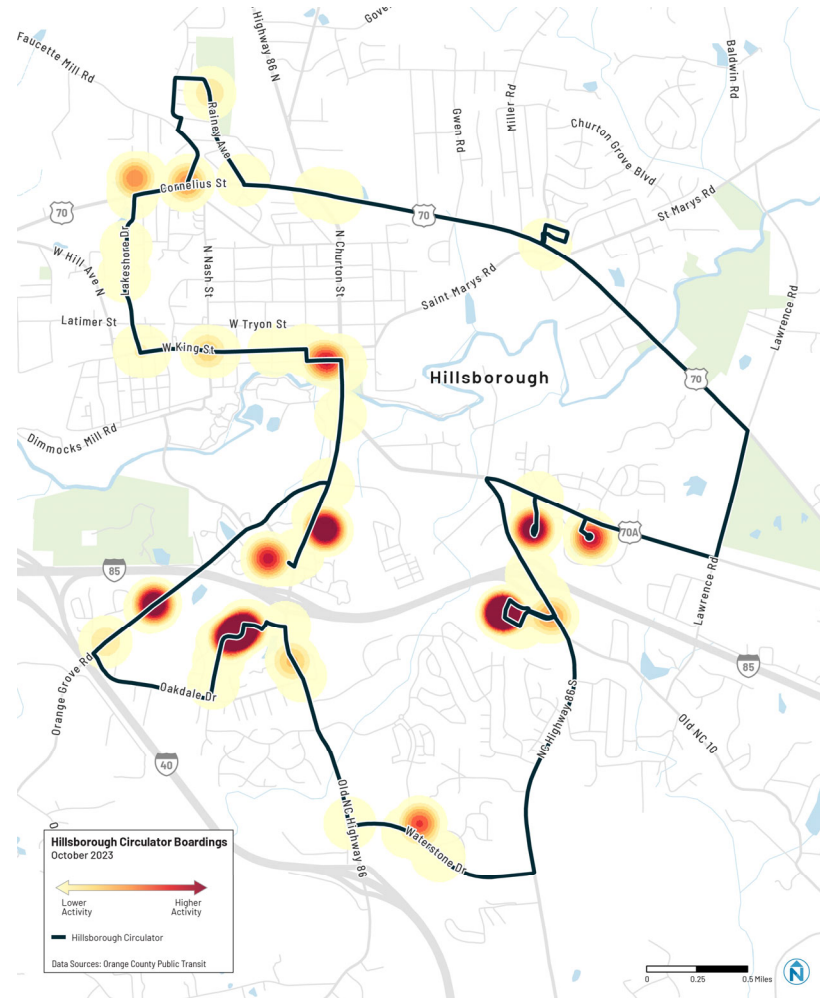 Faucette Mill Rd
Highway 86 N
Gove
Baldwin Rd
Miller Rd
Gwen Rd
Rainey Ave
Churton Grove Blvd
St Marys Rd
Cornelius St
70
70
W Hill Ave N
Lakeshore Dr
N Nash St
N Churton St
Saint Marys Rd
Lawrence Rd
Latimer St
W Tryon St
W King St
Hillsborough
70
Dimmocks Mill Rd
70A
85
Lawrence Rd
Orange Grove Rd
Oakdale Dr
85
NC Highway 86 S
Old NC 10
40
Old NC Highway 86
Waterstone Dr
Hillsborough Circulator Boardings
October 2023
Lower
Activity
Higher
Activity
Hillsborough Circulator
Data Sources: Orange County Public Transit
0 0.25 0.5 Miles
N